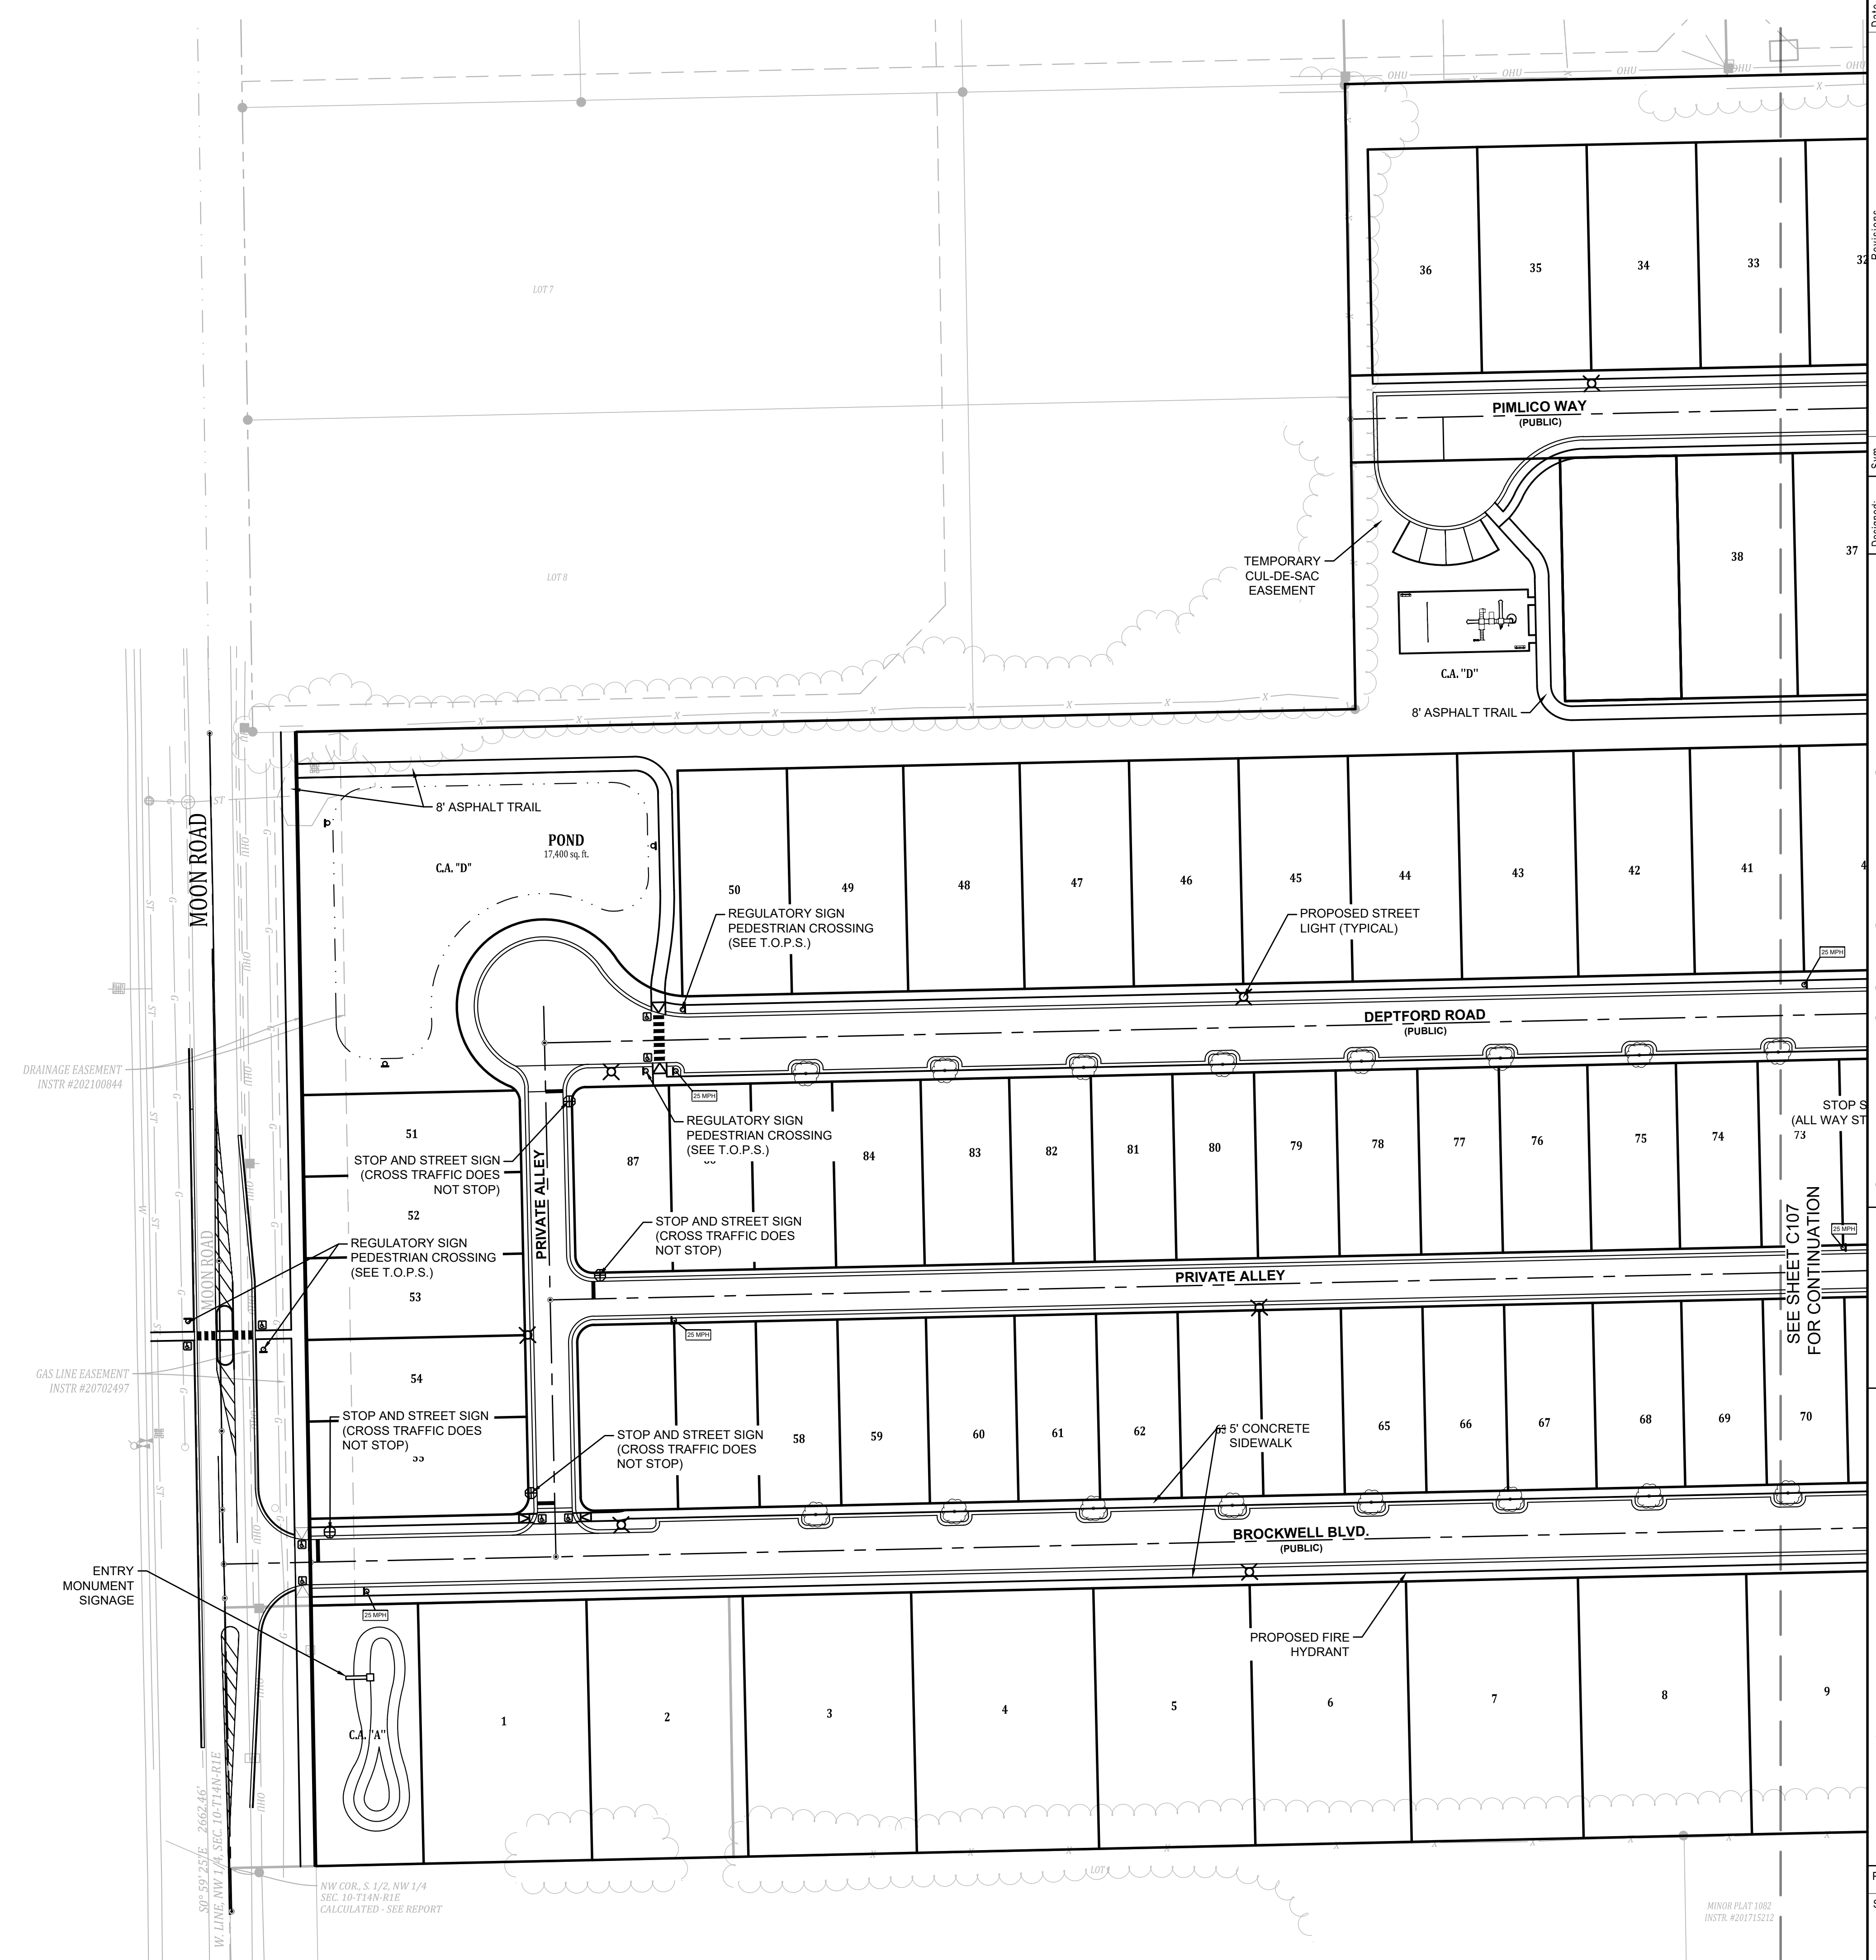 OHU
OHU
OHU
OHU
OHU
LOT 7
36
35
34
33
32
PIMLICO WAY
(PUBLIC)
LOT 8
TEMPORARY
CUL-DE-SAC
EASEMENT
38
37
C.A. "D"
8' ASPHALT TRAIL
8' ASPHALT TRAIL
MOON ROAD
POND
17,400 sq. ft.
C.A. "D"
50
49
48
47
46
45
44
43
42
41
REGULATORY SIGN
PEDESTRIAN CROSSING
(SEE T.O.P.S.)
PROPOSED STREET
LIGHT (TYPICAL)
25 MPH
DEPTFORD ROAD
(PUBLIC)
DRAINAGE EASEMENT
INSTR #202100844
25 MPH
REGULATORY SIGN
PEDESTRIAN CROSSING
(SEE T.O.P.S.)
STOP S
(ALL WAY ST
51
87
84
83
82
81
80
79
78
77
76
75
74
73
STOP AND STREET SIGN
(CROSS TRAFFIC DOES
NOT STOP)
PRIVATE ALLEY
52
STOP AND STREET SIGN
(CROSS TRAFFIC DOES
NOT STOP)
25 MPH
REGULATORY SIGN
PEDESTRIAN CROSSING
(SEE T.O.P.S.)
MOON ROAD
PRIVATE ALLEY
SEE SHEET C107
FOR CONTINUATION
53
25 MPH
GAS LINE EASEMENT
INSTR #20702497
54
STOP AND STREET SIGN
(CROSS TRAFFIC DOES
NOT STOP)
55
STOP AND STREET SIGN
(CROSS TRAFFIC DOES
NOT STOP)
58
59
60
61
62
63
5' CONCRETE
SIDEWALK
65
66
67
68
69
70
BROCKWELL BLVD.
(PUBLIC)
ENTRY
MONUMENT
SIGNAGE
25 MPH
PROPOSED FIRE
HYDRANT
C.A. "A"
1
2
3
4
5
6
7
8
9
S0° 59' 25"E 2662.46'
W. LINE, NW 1/4, SEC. 10-T14N-R1E
NW COR., S. 1/2, NW 1/4
SEC. 10-T14N-R1E
CALCULATED - SEE REPORT
MINOR PLAT 1082
INSTR. #201715212